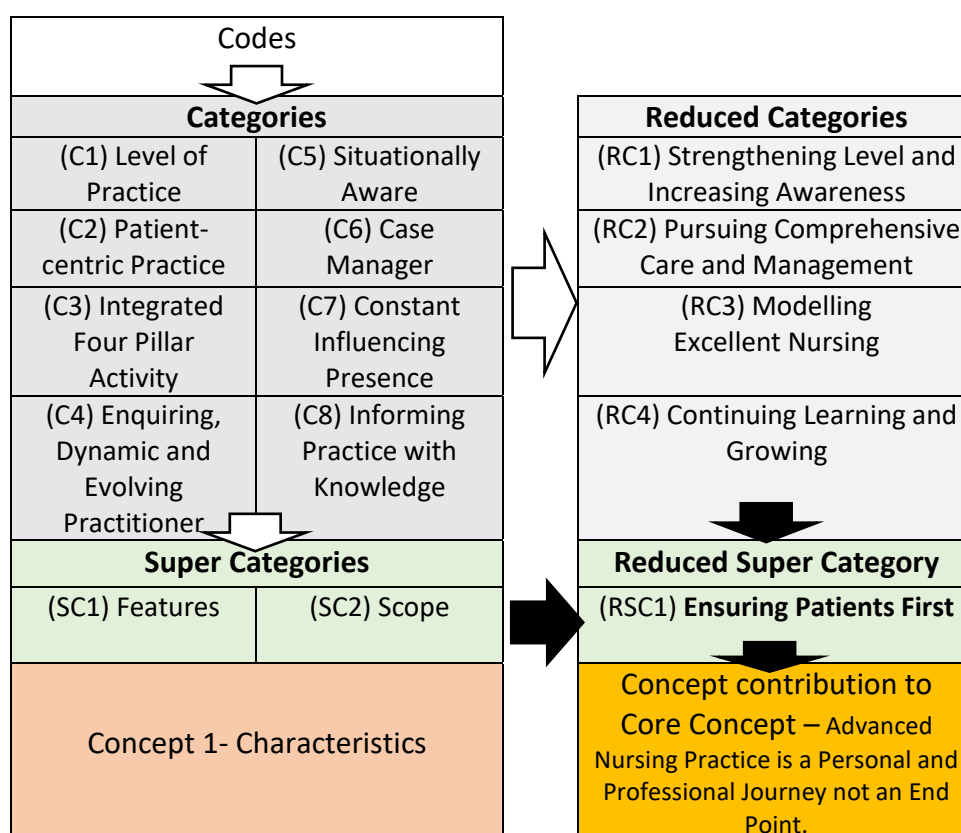 Codes
Categories
(C1) Level of
Practice
(C5) Situationally
Aware
(C2) Patient-
centric Practice
(C6) Case
Manager
(C3) Integrated
Four Pillar
Activity
(C7) Constant
Influencing
Presence
(C4) Enquiring,
Dynamic and
Evolving
Practitioner
(C8) Informing
Practice with
Knowledge
Super Categories
(SC1) Features
(SC2) Scope
Concept 1- Characteristics
Reduced Categories
(RC1) Strengthening Level and
Increasing Awareness
(RC2) Pursuing Comprehensive
Care and Management
(RC3) Modelling
Excellent Nursing
(RC4) Continuing Learning and
Growing
Reduced Super Category
(RSC1) Ensuring Patients First
Concept contribution to
Core Concept – Advanced
Nursing Practice is a Personal and
Professional Journey not an End
Point.